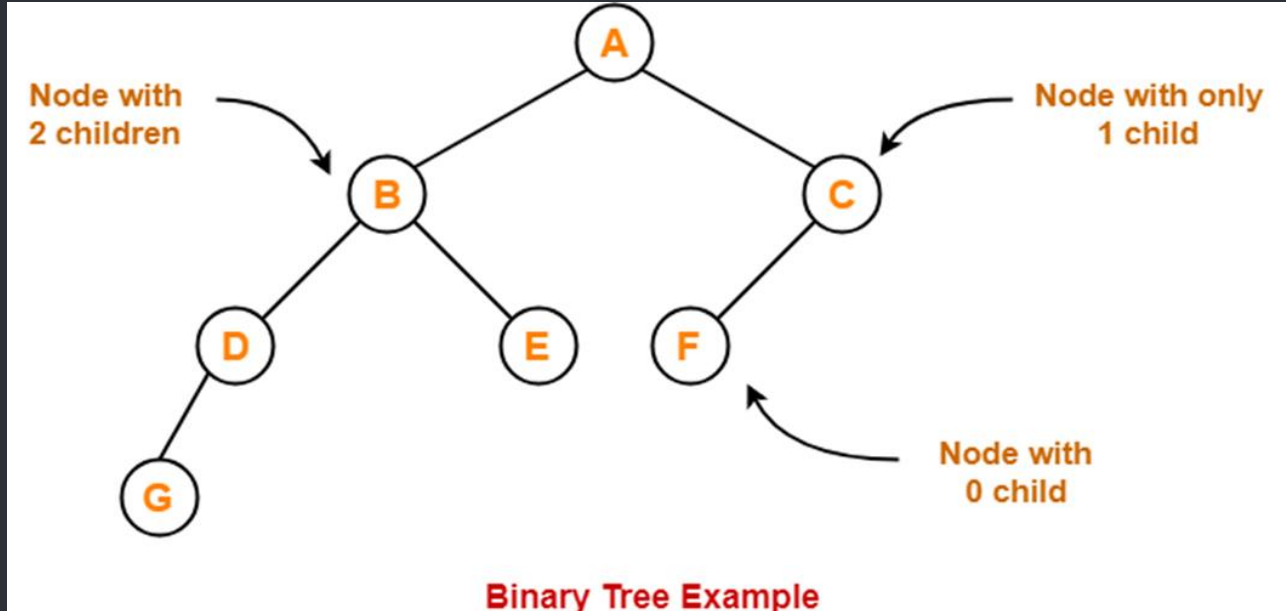 A
Node with
2 children
Node with only
1 child
B
C
D
E
F
Node with
0 child
G
Binary Tree Example